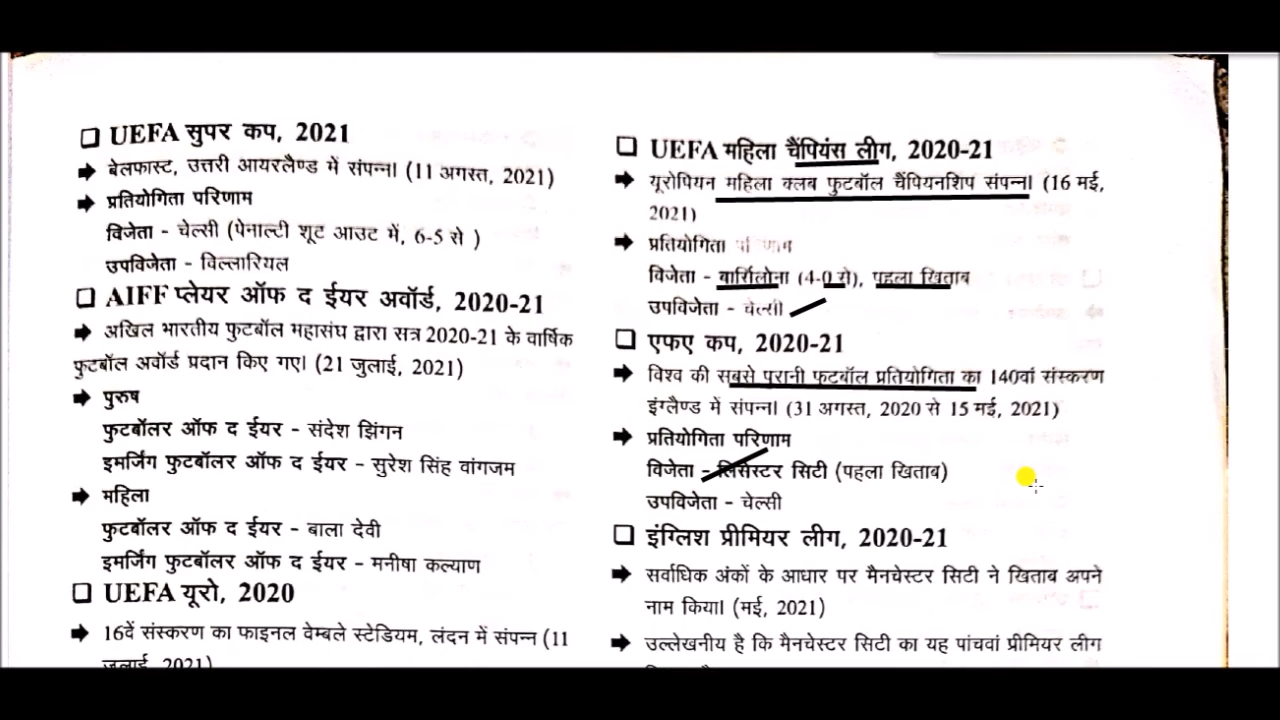 ❑ UEFA सुपर कप, 2021
➔ बेलफास्ट, उत्तरी आयरलैण्ड में संपन्न। (11 अगस्त, 2021)
➔ प्रतियोगिता परिणाम
विजेता - चेल्सी (पेनाल्टी शूट आउट में, 6-5 से )
उपविजेता - विल्लारियल
❑ AIFF प्लेयर ऑफ द ईयर अवॉर्ड, 2020-21
➔ अखिल भारतीय फुटबॉल महासंघ द्वारा सत्र 2020-21 के वार्षिक
फुटबॉल अवॉर्ड प्रदान किए गए। (21 जुलाई, 2021)
➔ पुरुष
फुटबॉलर ऑफ द ईयर - संदेश झिंगन
इमर्जिंग फुटबॉलर ऑफ द ईयर - सुरेश सिंह वांगजम
➔ महिला
फुटबॉलर ऑफ द ईयर - बाला देवी
इमर्जिंग फुटबॉलर ऑफ द ईयर - मनीषा कल्याण
❑ UEFA यूरो, 2020
➔ 16वें संस्करण का फाइनल वेम्बले स्टेडियम, लंदन में संपन्न (11
जुलाई, 2021)
❑ UEFA महिला चैंपियंस लीग, 2020-21
➔ यूरोपियन महिला क्लब फुटबॉल चैंपियनशिप संपन्न। (16 मई,
2021)
➔ प्रतियोगिता परिणाम
विजेता - बार्सिलोना (4-0 से), पहला खिताब
उपविजेता - चेल्सी
❑ एफए कप, 2020-21
➔ विश्व की सबसे पुरानी फुटबॉल प्रतियोगिता का 140वां संस्करण
इंग्लैण्ड में संपन्न। (31 अगस्त, 2020 से 15 मई, 2021)
➔ प्रतियोगिता परिणाम
विजेता - लिसेस्टर सिटी (पहला खिताब)
उपविजेता - चेल्सी
❑ इंग्लिश प्रीमियर लीग, 2020-21
➔ सर्वाधिक अंकों के आधार पर मैनचेस्टर सिटी ने खिताब अपने
नाम किया। (मई, 2021)
➔ उल्लेखनीय है कि मैनचेस्टर सिटी का यह पांचवां प्रीमियर लीग